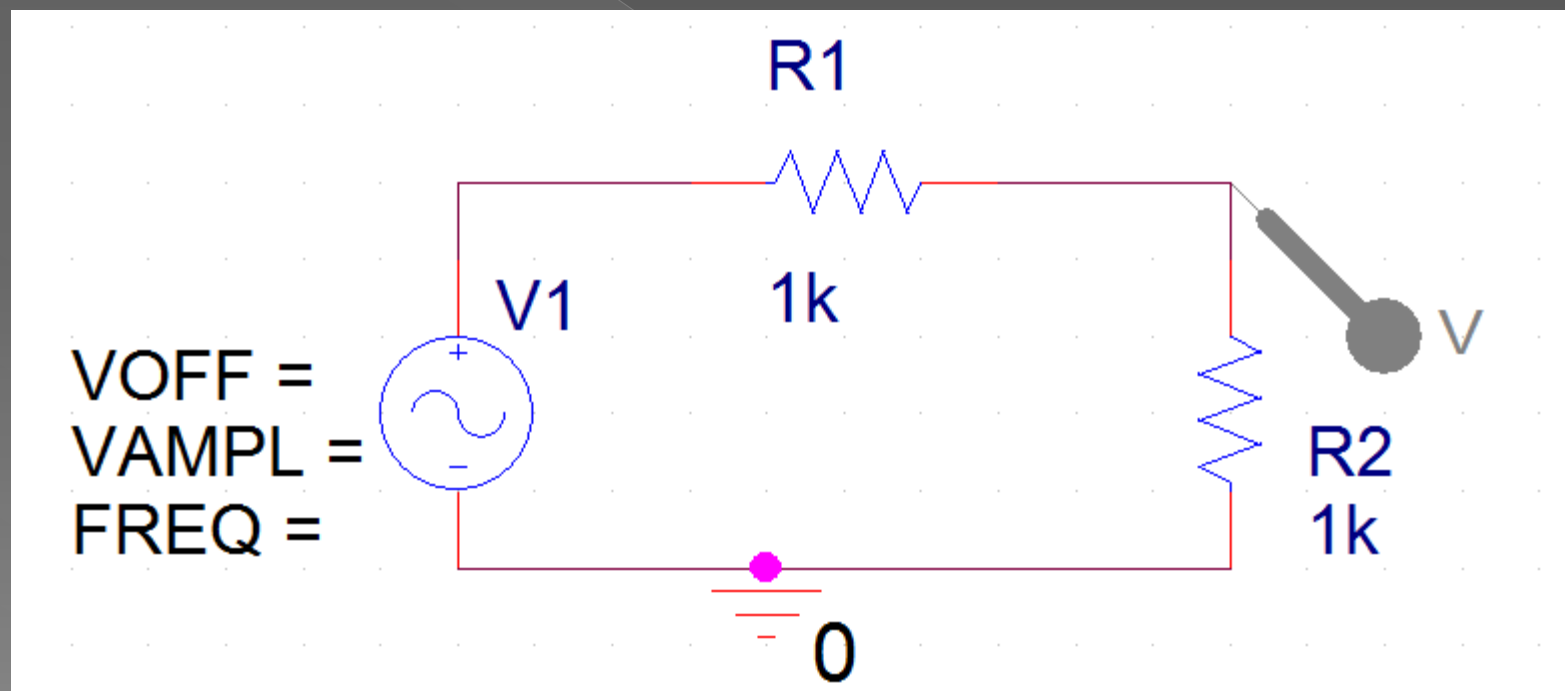 R1
1k
V1
VOFF =
VAMPL =
FREQ =
V
R2
1k
0